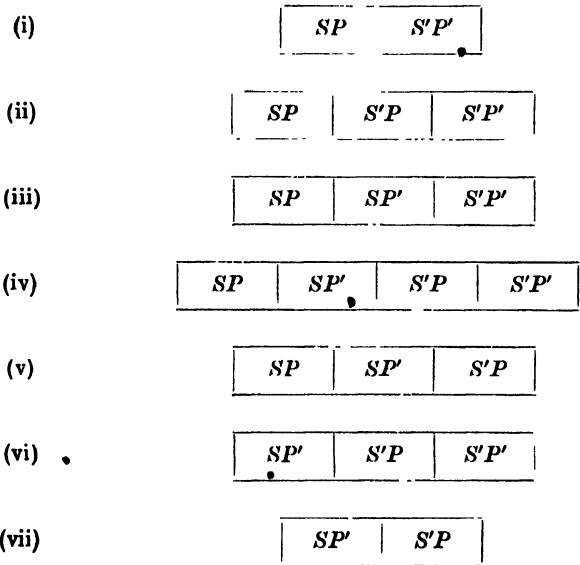 (i) SP S'P'
(ii) SP S'P S'P'
(iii) SP SP' S'P'
(iv) SP SP' S'P S'P'
(v) SP SP' S'P
(vi) SP' S'P S'P'
(vii) SP' S'P